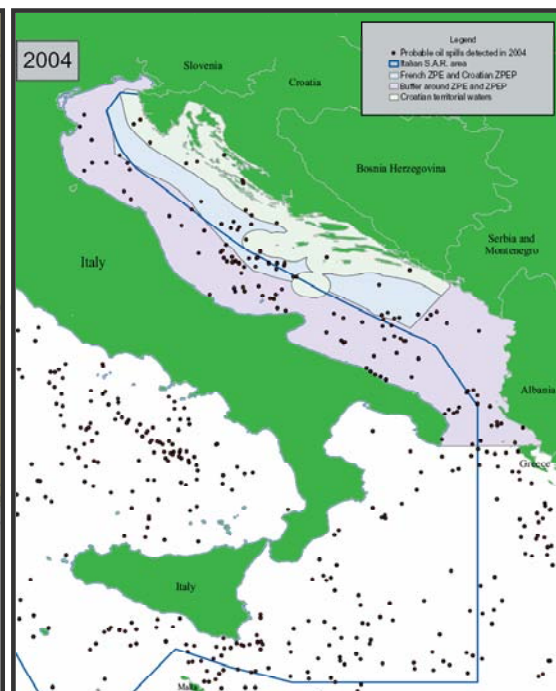 2004
Legend
Probable oil spills detected in 2004
Italian S.A.R. area
French ZPE and Croatian ZPEP
Buffer around ZPE and ZPEP
Croatian territorial waters
Slovenia
Croatia
Bosnia Herzegovina
Serbia and
Montenegro
Italy
Albania
Greece
Italy
Malta